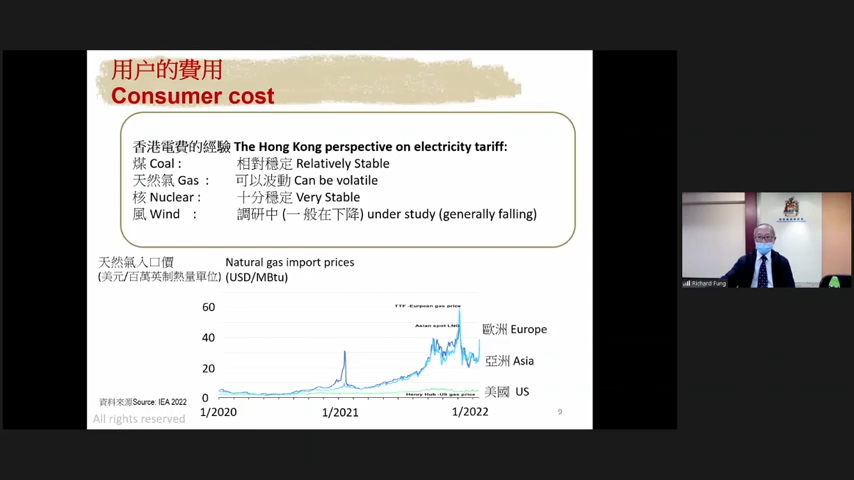 用户的費用
Consumer cost
香港電費的經驗 The Hong Kong perspective on electricity tariff:
煤 Coal : 相對穩定 Relatively Stable
天然氣 Gas : 可以波動 Can be volatile
核 Nuclear : 十分穩定 Very Stable
風 Wind : 調研中 (一 般在下降) under study (generally falling)
天然氣入口價 Natural gas import prices
(美元/百萬英制熱量單位) (USD/MBtu)
60
TTF -Eurpean gas price
Asian spot LNG
歐洲 Europe
40
亞洲 Asia
20
Henry Hub -US gas price
美國 US
0
1/2020 1/2021 1/2022
資料來源Source: IEA 2022
All rights reserved
9
Richard Fung